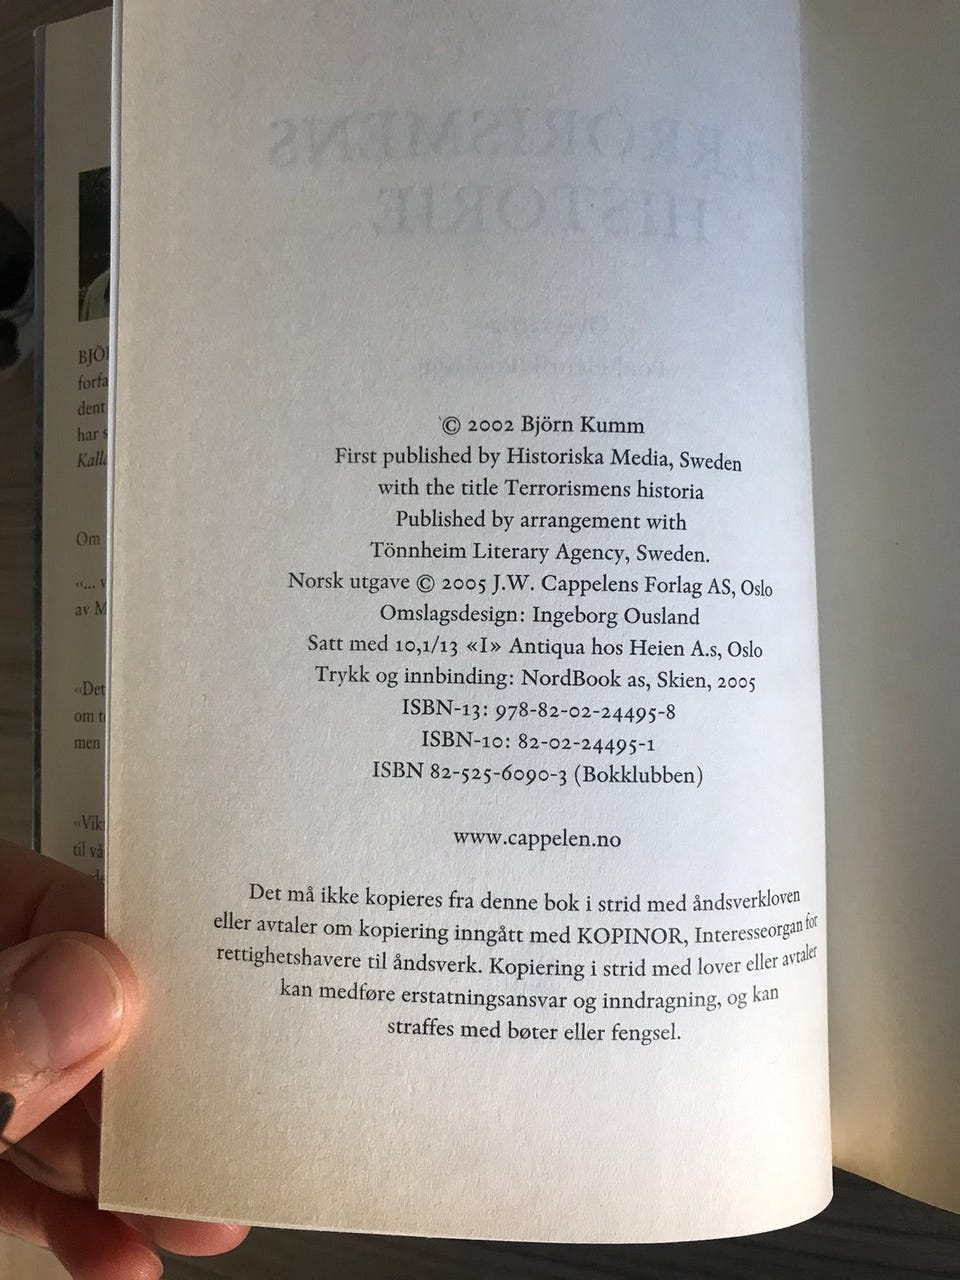 TERRORISMENS
HISTORIE
© 2002 Björn Kumm
First published by Historiska Media, Sweden
with the title Terrorismens historia
Published by arrangement with
Tönnheim Literary Agency, Sweden.
Norsk utgave © 2005 J.W. Cappelens Forlag AS, Oslo
Omslagsdesign: Ingeborg Ousland
Satt med 10,1/13 «I» Antiqua hos Heien A.s, Oslo
Trykk og innbinding: NordBook as, Skien, 2005
ISBN-13: 978-82-02-24495-8
ISBN-10: 82-02-24495-1
ISBN 82-525-6090-3 (Bokklubben)
www.cappelen.no
Det må ikke kopieres fra denne bok i strid med åndsverkloven
eller avtaler om kopiering inngått med KOPINOR, Interesseorgan for
rettighetshavere til åndsverk. Kopiering i strid med lover eller avtaler
kan medføre erstatningsansvar og inndragning, og kan
straffes med bøter eller fengsel.